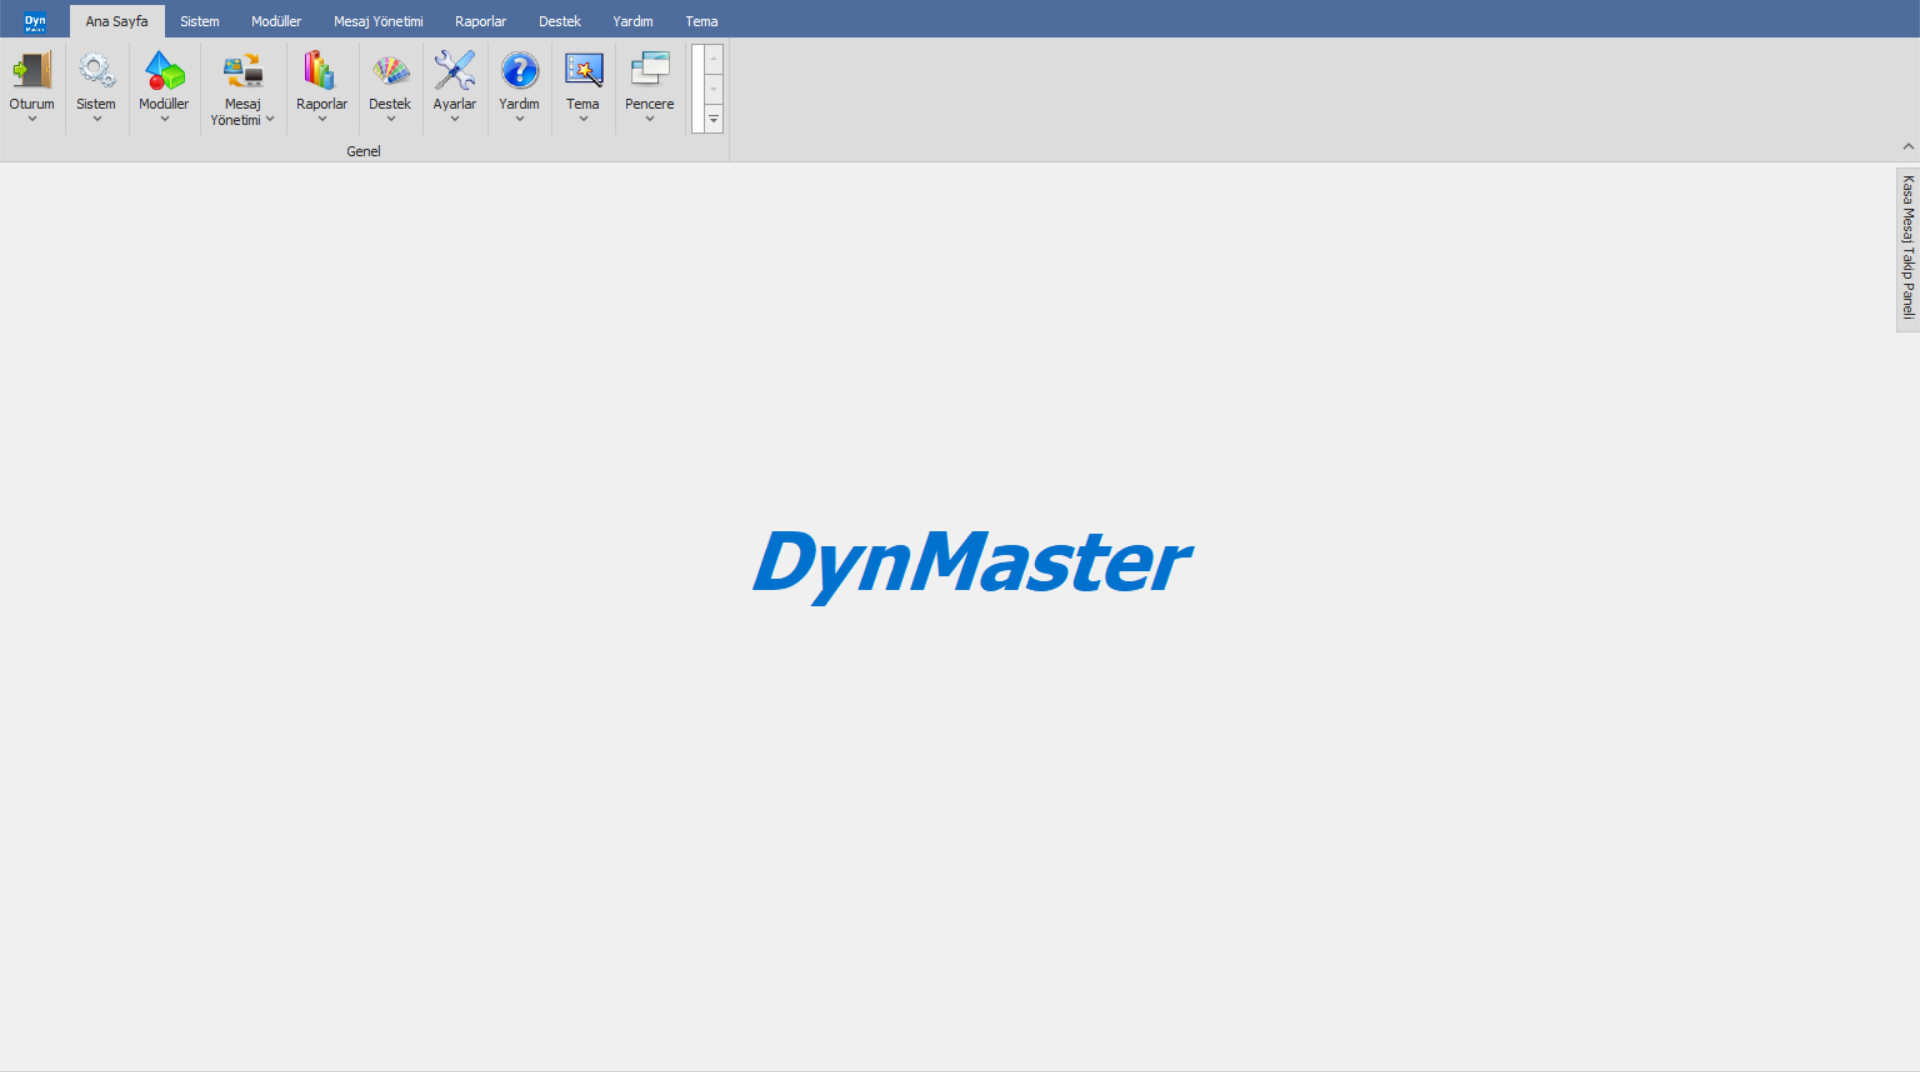 Dyn
Ana Sayfa
Sistem
Modüller
Mesaj Yönetimi
Raporlar
Destek
Yardım
Tema
Oturum
Sistem
Modüller
Mesaj
Yönetimi
Raporlar
Destek
Ayarlar
Yardım
Tema
Pencere
Genel
Kasa Mesaj Takip Paneli
DynMaster